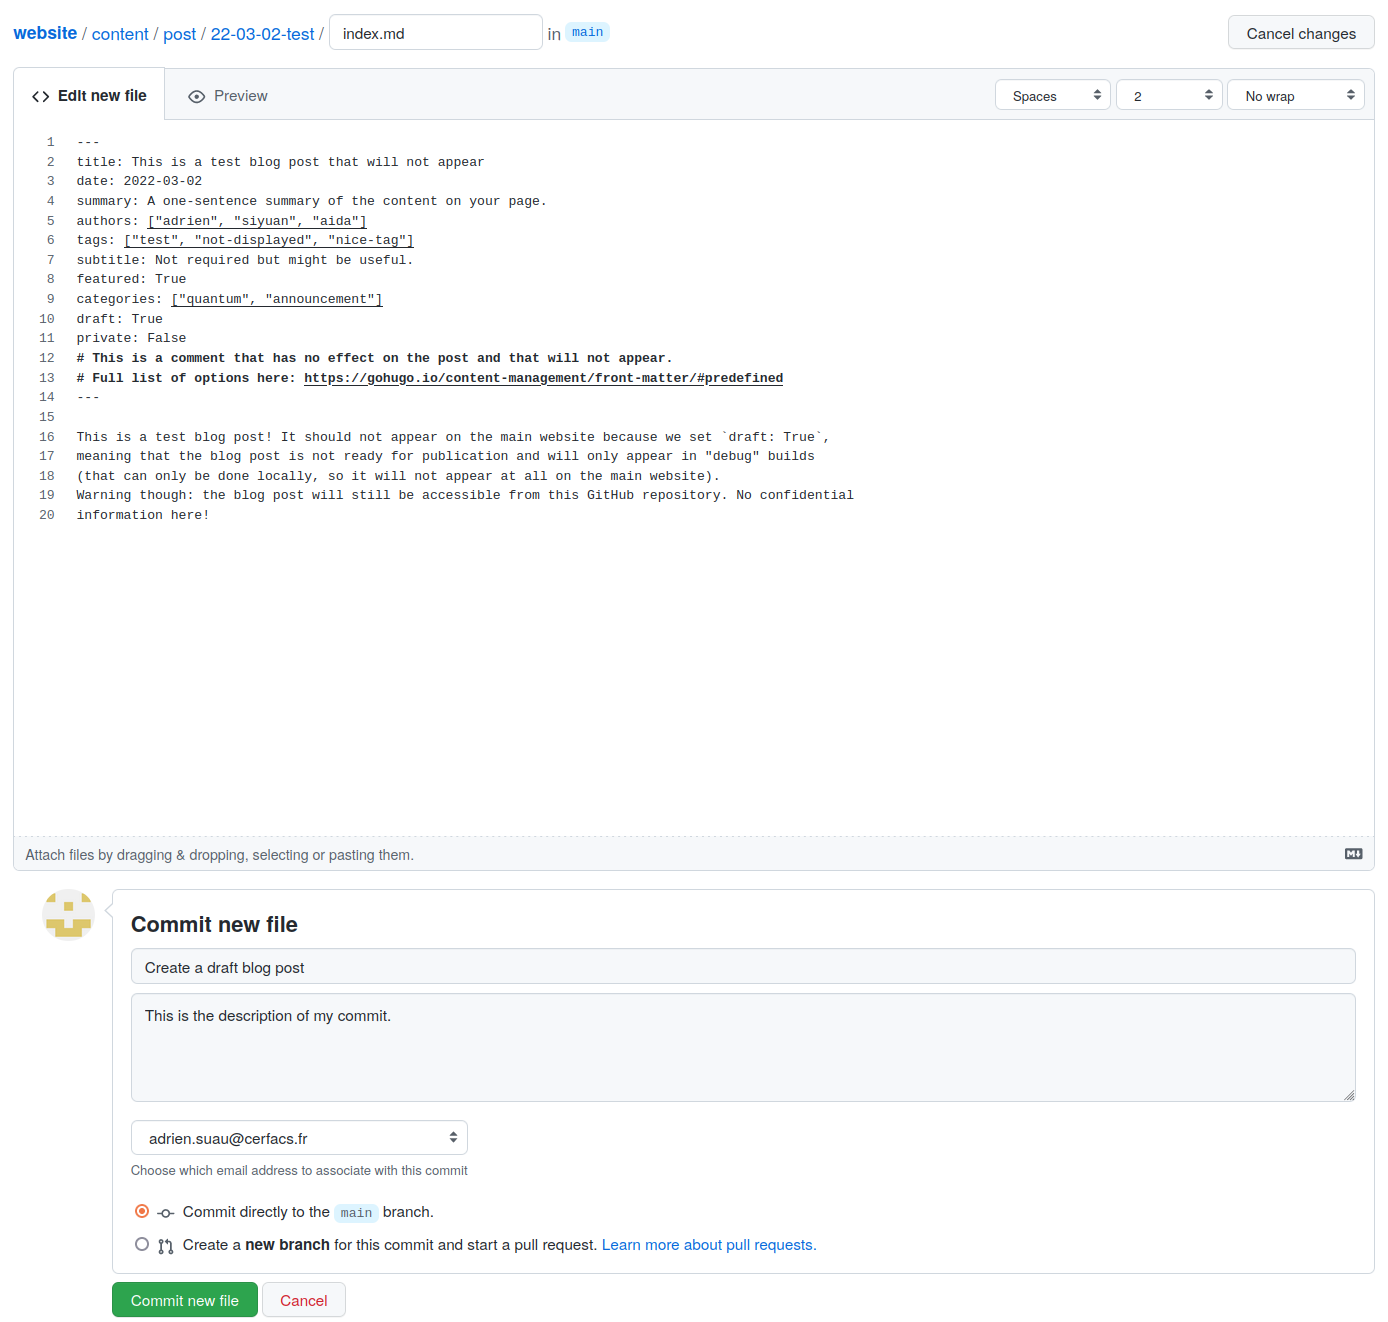 website / content / post / 22-03-02-test / index.md in main
Cancel changes
<> Edit new file
Preview
Spaces
2
No wrap
1 ---
2 title: This is a test blog post that will not appear
3 date: 2022-03-02
4 summary: A one-sentence summary of the content on your page.
5 authors: ["adrien", "siyuan", "aida"]
6 tags: ["test", "not-displayed", "nice-tag"]
7 subtitle: Not required but might be useful.
8 featured: True
9 categories: ["quantum", "announcement"]
10 draft: True
11 private: False
12 # This is a comment that has no effect on the post and that will not appear.
13 # Full list of options here: https://gohugo.io/content-management/front-matter/#predefined
14 ---
15
16 This is a test blog post! It should not appear on the main website because we set `draft: True`,
17 meaning that the blog post is not ready for publication and will only appear in "debug" builds
18 (that can only be done locally, so it will not appear at all on the main website).
19 Warning though: the blog post will still be accessible from this GitHub repository. No confidential
20 information here!
Attach files by dragging & dropping, selecting or pasting them.
Commit new file
Create a draft blog post
This is the description of my commit.
adrien.suau@cerfacs.fr
Choose which email address to associate with this commit
Commit directly to the main branch.
Create a new branch for this commit and start a pull request. Learn more about pull requests.
Commit new file
Cancel